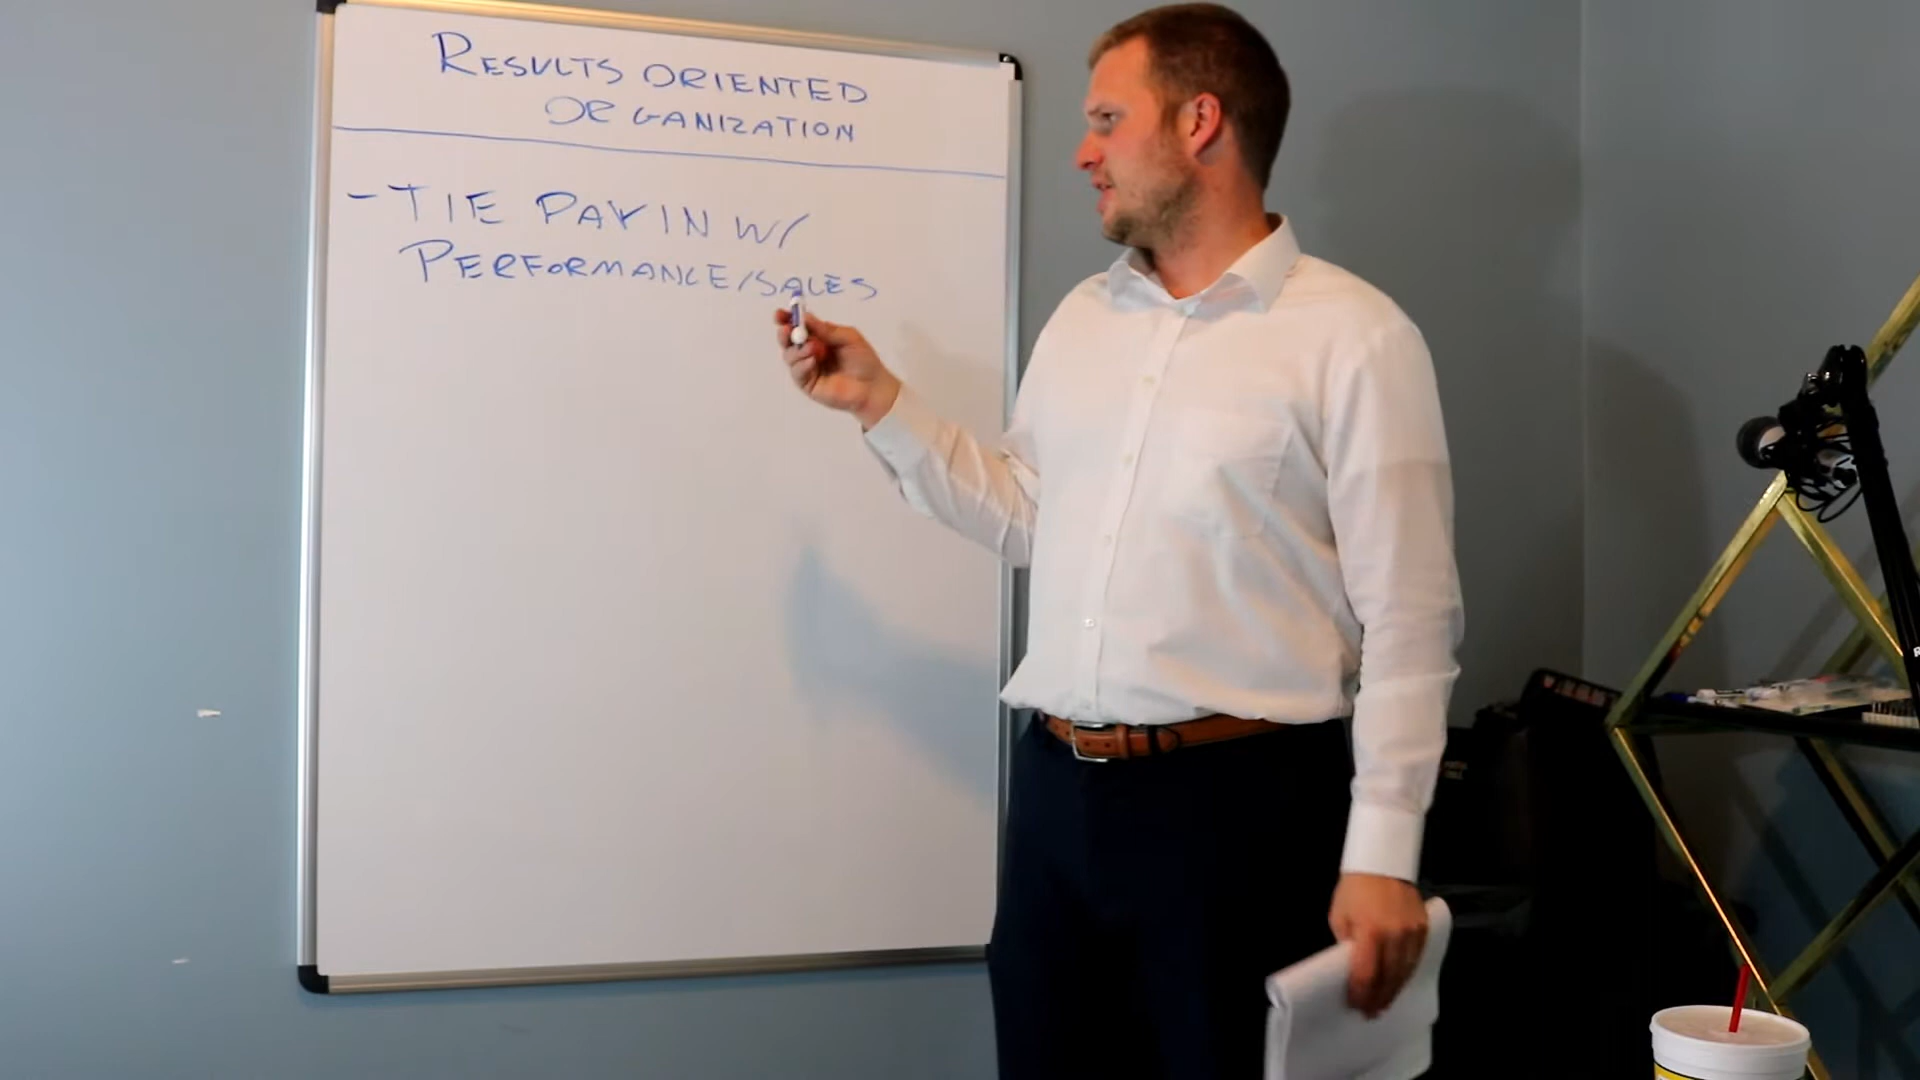 RESULTS ORIENTED
ORGANIZATION
- TIE PAY IN W/
PERFORMANCE/SALES